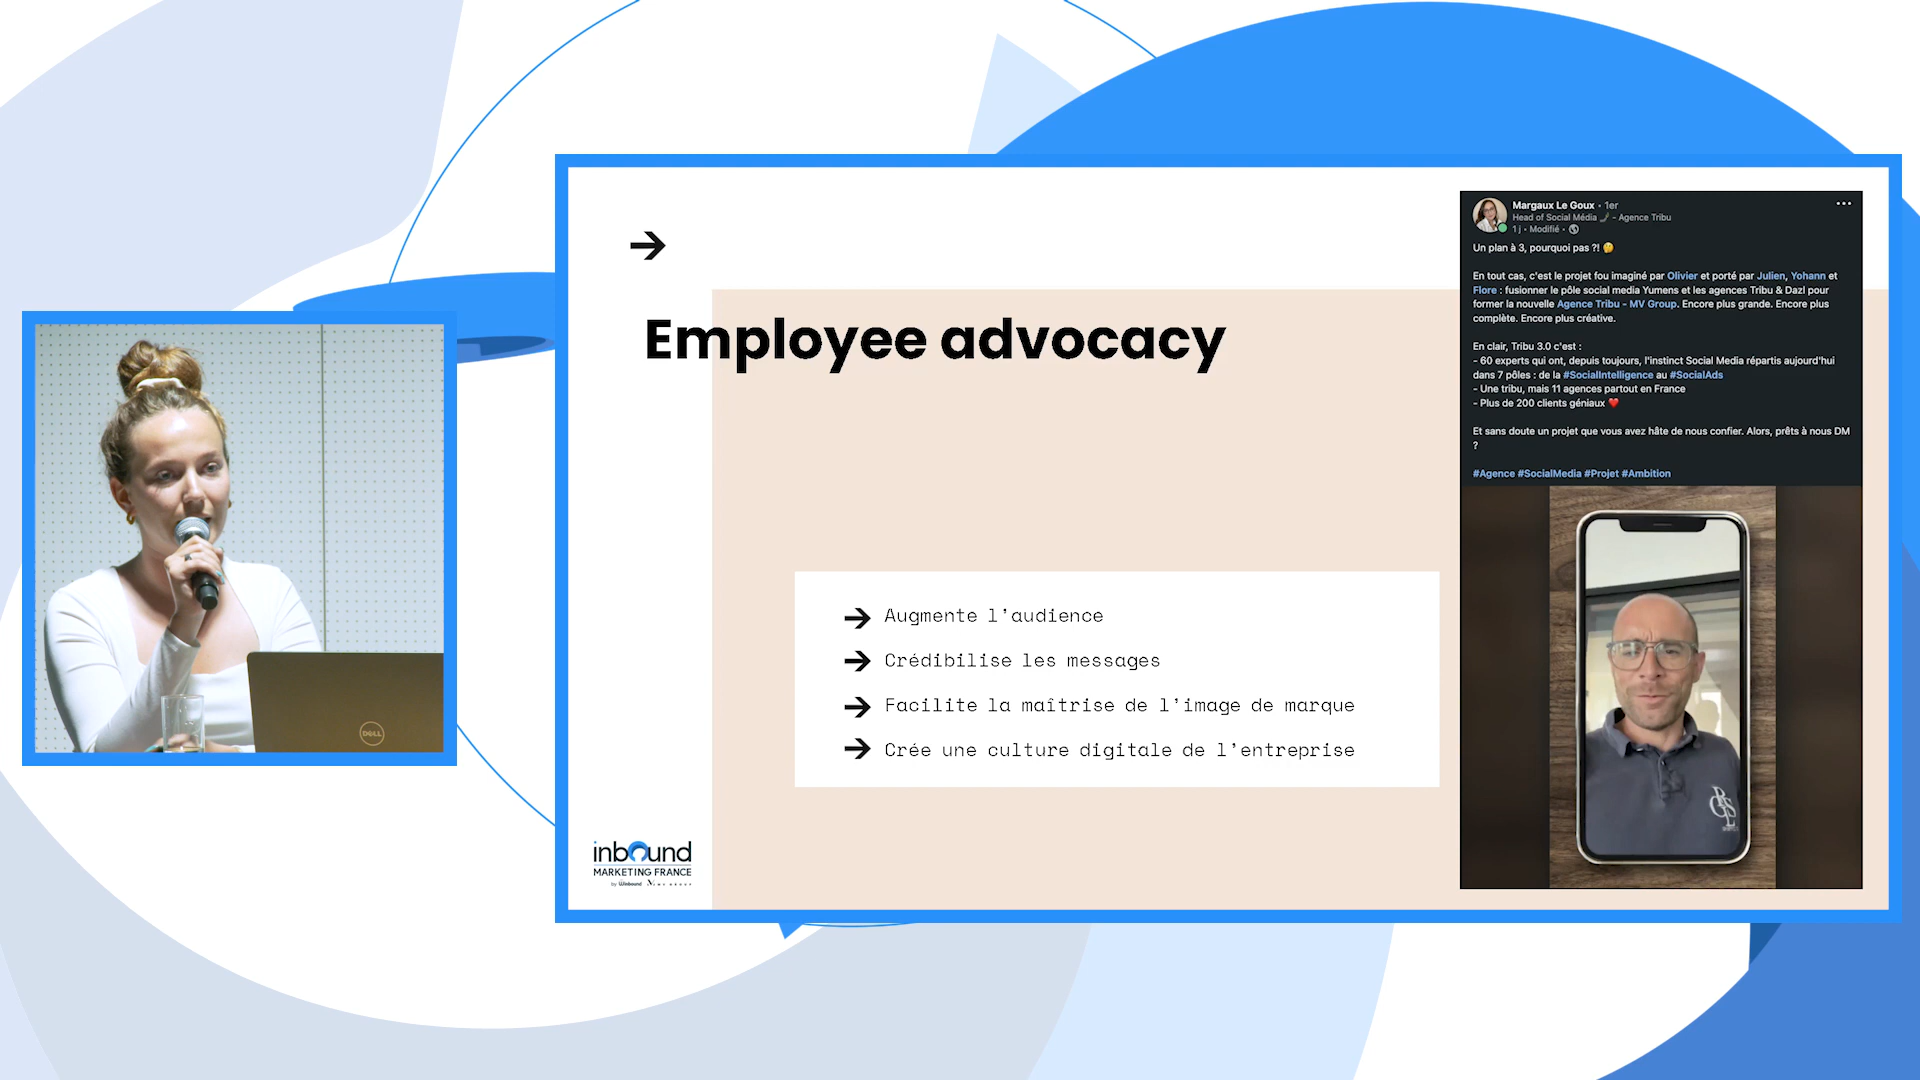 Employee advocacy
Augmente l'audience
Crédibilise les messages
Facilite la maîtrise de l'image de marque
Crée une culture digitale de l'entreprise
inbound
MARKETING FRANCE
by Winbound
Margaux Le Goux • 1er
Head of Social Média - Agence Tribu
1 j • Modifié •
Un plan à 3, pourquoi pas ?! 🤔
En tout cas, c'est le projet fou imaginé par Olivier et porté par Julien, Yohann et
Flore : fusionner le pôle social media Yumens et les agences Tribu & Dazl pour
former la nouvelle Agence Tribu - MV Group. Encore plus grande. Encore plus
complète. Encore plus créative.
En clair, Tribu 3.0 c'est :
- 60 experts qui ont, depuis toujours, l'instinct Social Media répartis aujourd'hui
dans 7 pôles : de la #SocialIntelligence au #SocialAds
- Une tribu, mais 11 agences partout en France
- Plus de 200 clients géniaux ❤️
Et sans doute un projet que vous avez hâte de nous confier. Alors, prêts à nous DM
?
#Agence #SocialMedia #Projet #Ambition
DELL